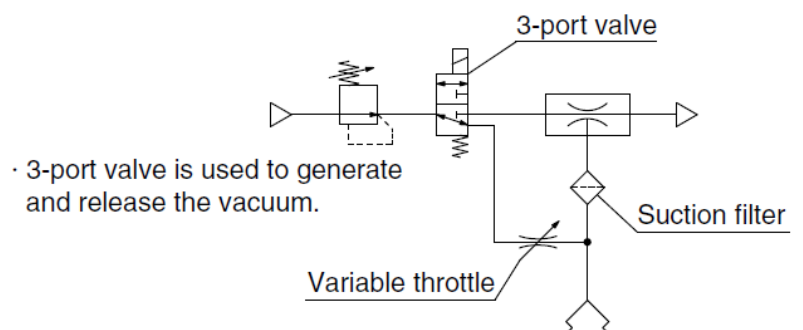 3-port valve
· 3-port valve is used to generate
and release the vacuum.
Suction filter
Variable throttle